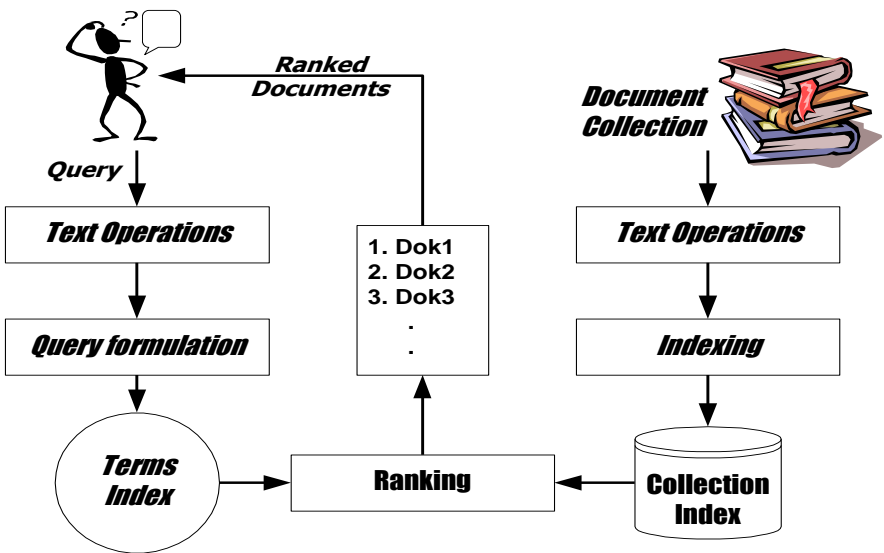 ?
Ranked
Documents
Document
Collection
Query
Text Operations
1. Dok1
2. Dok2
3. Dok3
.
.
Text Operations
Query formulation
Indexing
Terms
Index
Ranking
Collection
Index